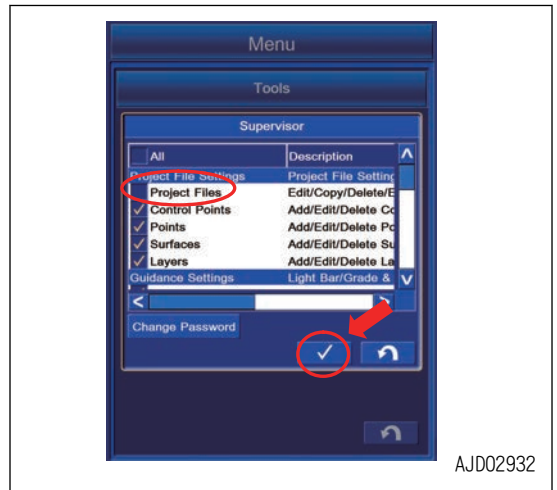 Menu
Tools
Supervisor
All Description
Project File Settings Project File Setting
Project Files Edit/Copy/Delete/E
Control Points Add/Edit/Delete Co
Points Add/Edit/Delete Po
Surfaces Add/Edit/Delete Su
Layers Add/Edit/Delete La
Guidance Settings Light Bar/Grade &
Change Password
AJD02932